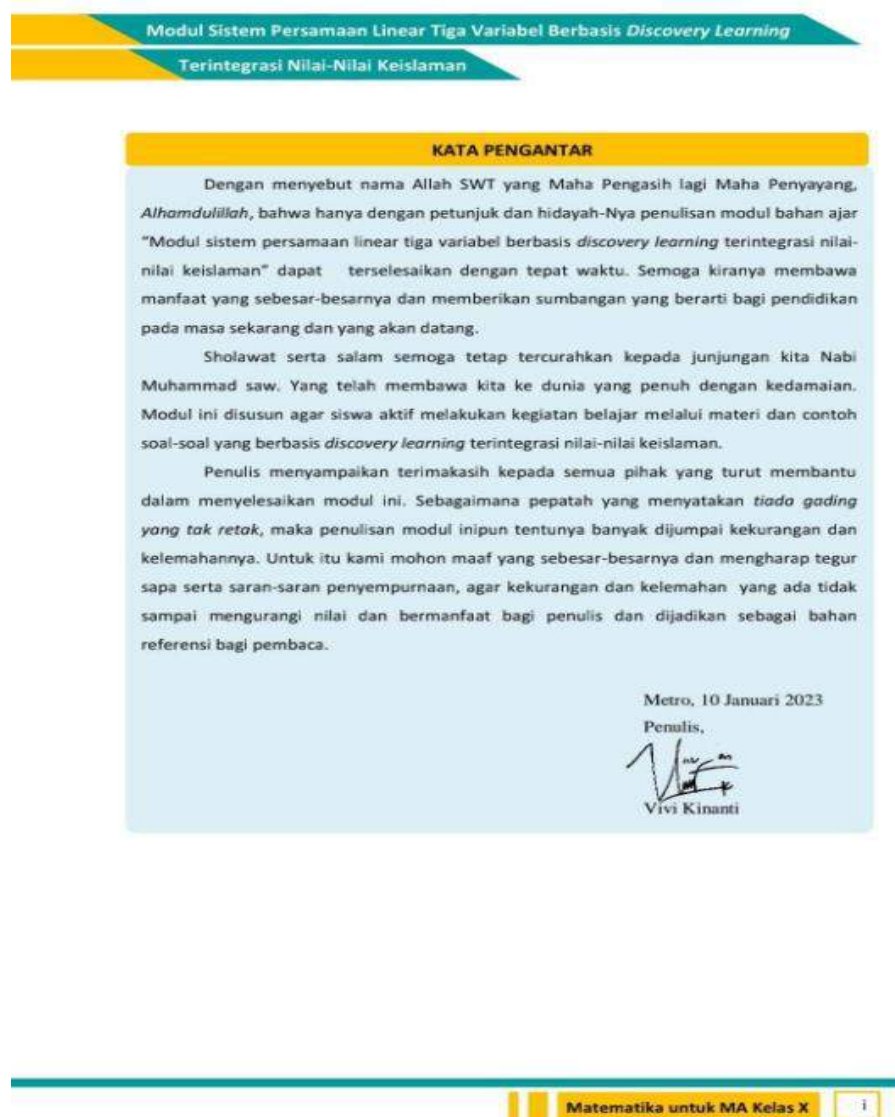 Modul Sistem Persamaan Linear Tiga Variabel Berbasis Discovery Learning
Terintegrasi Nilai-Nilai Keislaman
KATA PENGANTAR
Dengan menyebut nama Allah SWT yang Maha Pengasih lagi Maha Penyayang,
Alhamdulillah, bahwa hanya dengan petunjuk dan hidayah-Nya penulisan modul bahan ajar
"Modul sistem persamaan linear tiga variabel berbasis discovery learning terintegrasi nilai-
nilai keislaman" dapat terselesaikan dengan tepat waktu. Semoga kiranya membawa
manfaat yang sebesar-besarnya dan memberikan sumbangan yang berarti bagi pendidikan
pada masa sekarang dan yang akan datang.
Sholawat serta salam semoga tetap tercurahkan kepada junjungan kita Nabi
Muhammad saw. Yang telah membawa kita ke dunia yang penuh dengan kedamaian.
Modul ini disusun agar siswa aktif melakukan kegiatan belajar melalui materi dan contoh
soal-soal yang berbasis discovery learning terintegrasi nilai-nilai keislaman.
Penulis menyampaikan terimakasih kepada semua pihak yang turut membantu
dalam menyelesaikan modul ini. Sebagaimana pepatah yang menyatakan tiada gading
yang tak retak, maka penulisan modul inipun tentunya banyak dijumpai kekurangan dan
kelemahannya. Untuk itu kami mohon maaf yang sebesar-besarnya dan mengharap tegur
sapa serta saran-saran penyempurnaan, agar kekurangan dan kelemahan yang ada tidak
sampai mengurangi nilai dan bermanfaat bagi penulis dan dijadikan sebagai bahan
referensi bagi pembaca.
Metro, 10 Januari 2023
Penulis,
Vivi Kinanti
Matematika untuk MA Kelas X
i